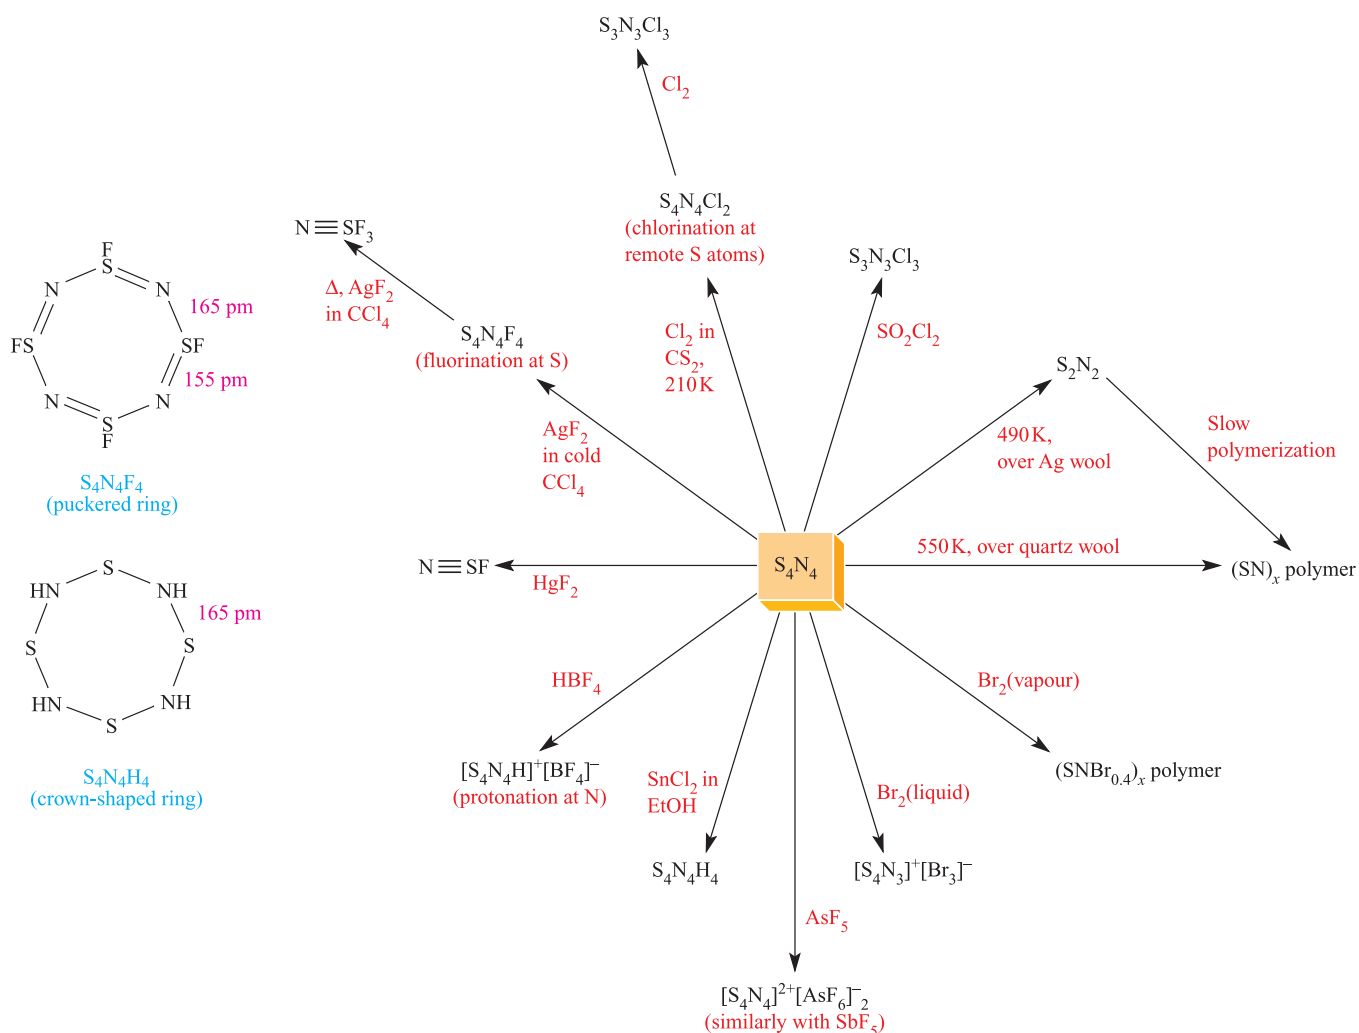 S₃N₃Cl₃
Cl₂
S₄N₄Cl₂
(chlorination at
remote S atoms)
N≡SF₃
Δ, AgF₂
in CCl₄
S₄N₄F₄
(fluorination at S)
AgF₂
in cold
CCl₄
Cl₂ in
CS₂,
210 K
S₃N₃Cl₃
SO₂Cl₂
S₂N₂
490 K,
over Ag wool
Slow
polymerization
550 K, over quartz wool
(SN)ₓ polymer
S₄N₄
N≡SF
HgF₂
HBF₄
[S₄N₄H]⁺[BF₄]⁻
(protonation at N)
SnCl₂ in
EtOH
S₄N₄H₄
AsF₅
[S₄N₄]²⁺[AsF₆]⁻₂
(similarly with SbF₅)
Br₂(liquid)
[S₄N₃]⁺[Br₃]⁻
Br₂(vapour)
(SNBr₀.₄)ₓ polymer
F
S
N
N
165 pm
FS
SF
155 pm
N
N
S
F
S₄N₄F₄
(puckered ring)
S
HN
NH
165 pm
S
S
HN
NH
S
S₄N₄H₄
(crown-shaped ring)